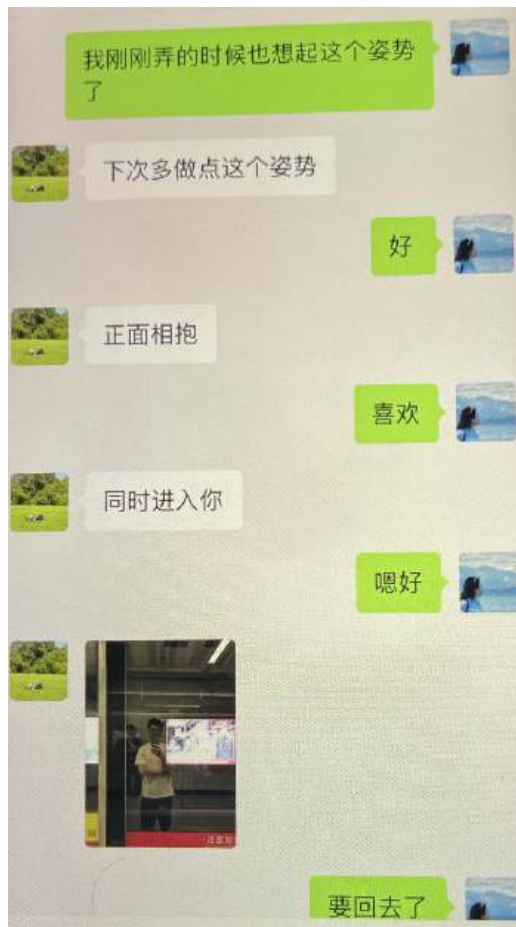 我刚刚弄的时候也想起这个姿势
了
下次多做点这个姿势
好
正面相抱
喜欢
同时进入你
嗯好
要回去了